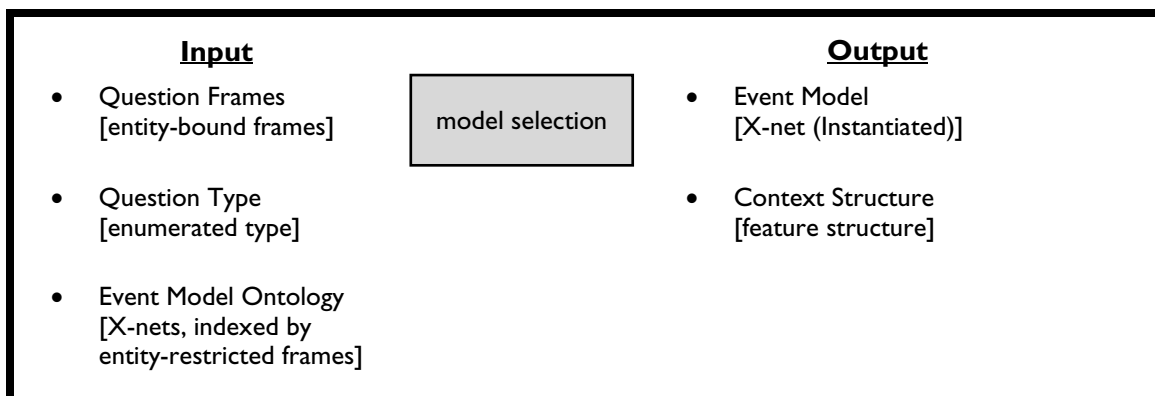 Input
• Question Frames
[entity-bound frames]
• Question Type
[enumerated type]
• Event Model Ontology
[X-nets, indexed by
entity-restricted frames]
model selection
Output
• Event Model
[X-net (Instantiated)]
• Context Structure
[feature structure]